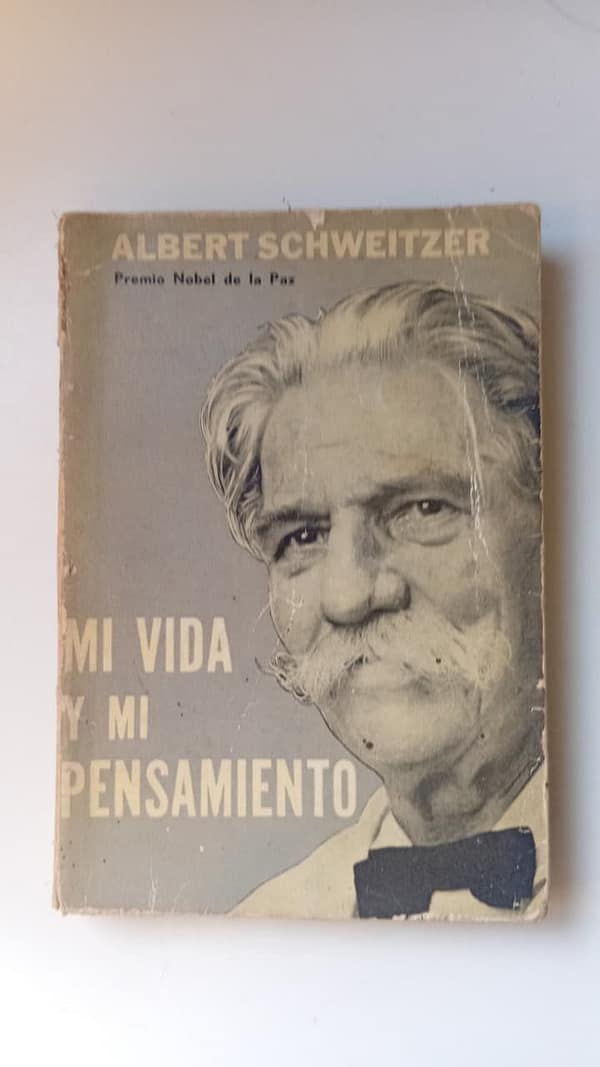 ALBERT SCHWEITZER
Premio Nobel de la Paz
MI VIDA
Y MI
PENSAMIENTO